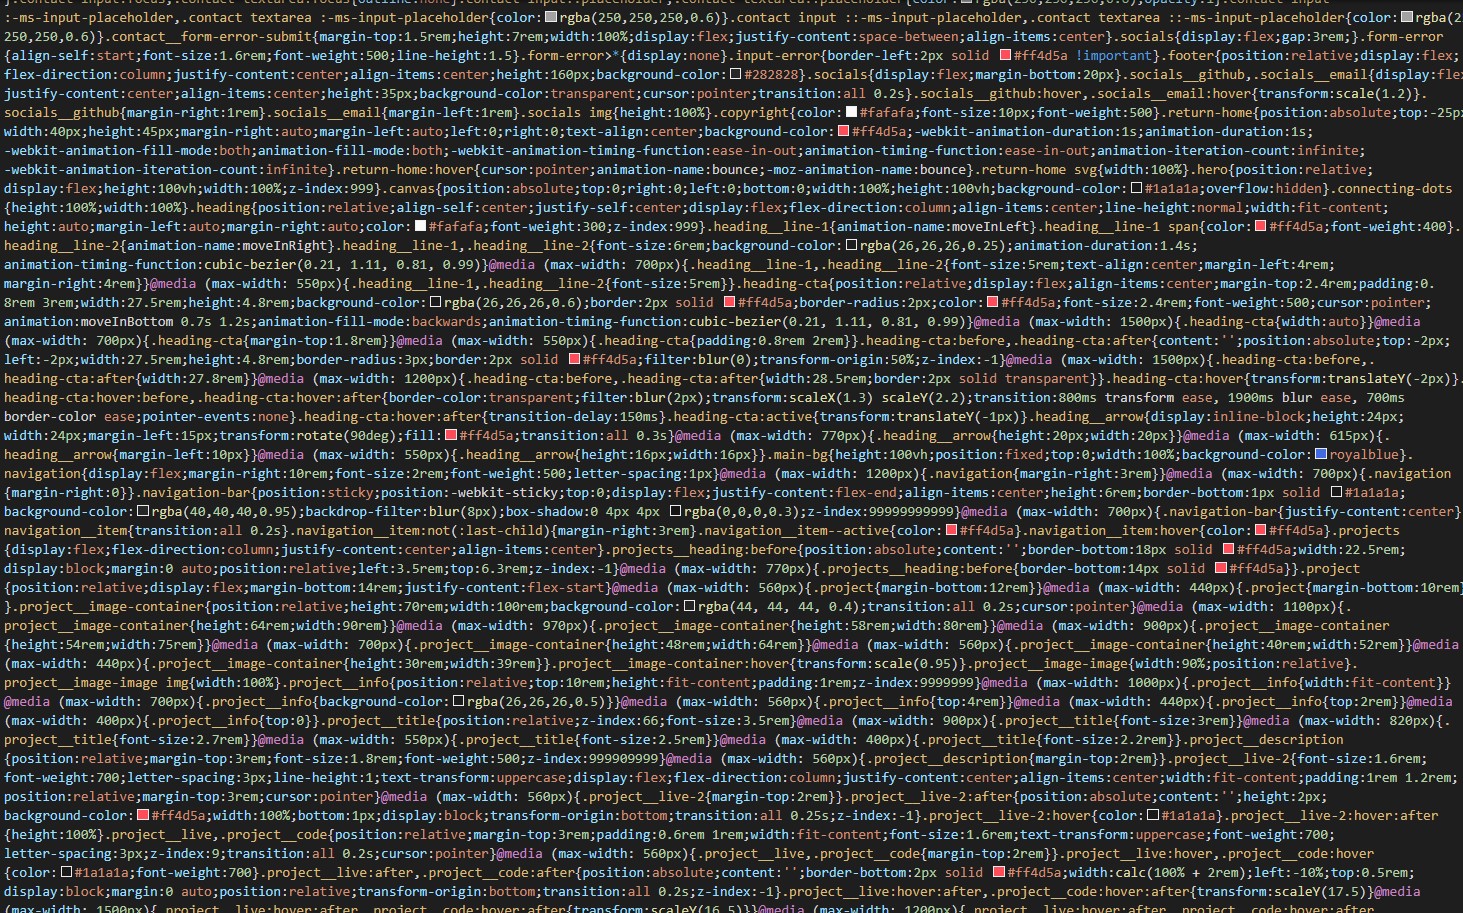 :-ms-input-placeholder,.contact textarea :-ms-input-placeholder{color:rgba(250,250,250,0.6)}.contact input ::-ms-input-placeholder,.contact textarea ::-ms-input-placeholder{color:rgba(2
250,250,0.6)}.contact__form-error-submit{margin-top:1.5rem;height:7rem;width:100%;display:flex;justify-content:space-between;align-items:center}.socials{display:flex;gap:3rem;}.form-error
{align-self:start;font-size:1.6rem;font-weight:500;line-height:1.5}.form-error>*{display:none}.input-error{border-left:2px solid #ff4d5a !important}.footer{position:relative;display:flex;
flex-direction:column;justify-content:center;align-items:center;height:160px;background-color:#282828}.socials{display:flex;margin-bottom:20px}.socials__github,.socials__email{display:fle
justify-content:center;align-items:center;height:35px;background-color:transparent;cursor:pointer;transition:all 0.2s}.socials__github:hover,.socials__email:hover{transform:scale(1.2)}.
socials__github{margin-right:1rem}.socials__email{margin-left:1rem}.socials img{height:100%}.copyright{color:#fafafa;font-size:10px;font-weight:500}.return-home{position:absolute;top:-25px
width:40px;height:45px;margin-right:auto;margin-left:auto;left:0;right:0;text-align:center;background-color:#ff4d5a;-webkit-animation-duration:1s;animation-duration:1s;
-webkit-animation-fill-mode:both;animation-fill-mode:both;-webkit-animation-timing-function:ease-in-out;animation-timing-function:ease-in-out;animation-iteration-count:infinite;
-webkit-animation-iteration-count:infinite}.return-home:hover{cursor:pointer;animation-name:bounce;-moz-animation-name:bounce}.return-home svg{width:100%}.hero{position:relative;
display:flex;height:100vh;width:100%;z-index:999}.canvas{position:absolute;top:0;right:0;left:0;bottom:0;width:100%;height:100vh;background-color:#1a1a1a;overflow:hidden}.connecting-dots
{height:100%;width:100%}.heading{position:relative;align-self:center;justify-self:center;display:flex;flex-direction:column;align-items:center;line-height:normal;width:fit-content;
height:auto;margin-left:auto;margin-right:auto;color:#fafafa;font-weight:300;z-index:999}.heading__line-1{animation-name:moveInLeft}.heading__line-1 span{color:#ff4d5a;font-weight:400}.
heading__line-2{animation-name:moveInRight}.heading__line-1,.heading__line-2{font-size:6rem;background-color:rgba(26,26,26,0.25);animation-duration:1.4s;
animation-timing-function:cubic-bezier(0.21, 1.11, 0.81, 0.99)}@media (max-width: 700px){.heading__line-1,.heading__line-2{font-size:5rem;text-align:center;margin-left:4rem;
margin-right:4rem}}@media (max-width: 550px){.heading__line-1,.heading__line-2{font-size:5rem}}.heading-cta{position:relative;display:flex;align-items:center;margin-top:2.4rem;padding:0.
8rem 3rem;width:27.5rem;height:4.8rem;background-color:rgba(26,26,26,0.6);border:2px solid #ff4d5a;border-radius:2px;color:#ff4d5a;font-size:2.4rem;font-weight:500;cursor:pointer;
animation:moveInBottom 0.7s 1.2s;animation-fill-mode:backwards;animation-timing-function:cubic-bezier(0.21, 1.11, 0.81, 0.99)}@media (max-width: 1500px){.heading-cta{width:auto}}@media
(max-width: 700px){.heading-cta{margin-top:1.8rem}}@media (max-width: 550px){.heading-cta{padding:0.8rem 2rem}}.heading-cta:before,.heading-cta:after{content:'';position:absolute;top:-2px;
left:-2px;width:27.5rem;height:4.8rem;border-radius:3px;border:2px solid #ff4d5a;filter:blur(0);transform-origin:50%;z-index:-1}@media (max-width: 1500px){.heading-cta:before,.
heading-cta:after{width:27.8rem}}@media (max-width: 1200px){.heading-cta:before,.heading-cta:after{width:28.5rem;border:2px solid transparent}}.heading-cta:hover{transform:translateY(-2px)}.
heading-cta:hover:before,.heading-cta:hover:after{border-color:transparent;filter:blur(2px);transform:scaleX(1.3) scaleY(2.2);transition:800ms transform ease, 1900ms blur ease, 700ms
border-color ease;pointer-events:none}.heading-cta:hover:after{transition-delay:150ms}.heading-cta:active{transform:translateY(-1px)}.heading__arrow{display:inline-block;height:24px;
width:24px;margin-left:15px;transform:rotate(90deg);fill:#ff4d5a;transition:all 0.3s}@media (max-width: 770px){.heading__arrow{height:20px;width:20px}}@media (max-width: 615px){.
heading__arrow{margin-left:10px}}@media (max-width: 550px){.heading__arrow{height:16px;width:16px}}.main-bg{height:100vh;position:fixed;top:0;width:100%;background-color:royalblue}.
navigation{display:flex;margin-right:10rem;font-size:2rem;font-weight:500;letter-spacing:1px}@media (max-width: 1200px){.navigation{margin-right:3rem}}@media (max-width: 700px){.navigation
{margin-right:0}}.navigation-bar{position:sticky;position:-webkit-sticky;top:0;display:flex;justify-content:flex-end;align-items:center;height:6rem;border-bottom:1px solid #1a1a1a;
background-color:rgba(40,40,40,0.95);backdrop-filter:blur(8px);box-shadow:0 4px 4px rgba(0,0,0,0.3);z-index:99999999999}@media (max-width: 700px){.navigation-bar{justify-content:center}
navigation__item{transition:all 0.2s}.navigation__item:not(:last-child){margin-right:3rem}.navigation__item--active{color:#ff4d5a}.navigation__item:hover{color:#ff4d5a}.projects
{display:flex;flex-direction:column;justify-content:center;align-items:center}.projects__heading:before{position:absolute;content:'';border-bottom:18px solid #ff4d5a;width:22.5rem;
display:block;margin:0 auto;position:relative;left:3.5rem;top:6.3rem;z-index:-1}@media (max-width: 770px){.projects__heading:before{border-bottom:14px solid #ff4d5a}}.project
{position:relative;display:flex;margin-bottom:14rem;justify-content:flex-start}@media (max-width: 560px){.project{margin-bottom:12rem}}@media (max-width: 440px){.project{margin-bottom:10rem}
}.project__image-container{position:relative;height:70rem;width:100rem;background-color:rgba(44, 44, 44, 0.4);transition:all 0.2s;cursor:pointer}@media (max-width: 1100px){.
project__image-container{height:64rem;width:90rem}}@media (max-width: 970px){.project__image-container{height:58rem;width:80rem}}@media (max-width: 900px){.project__image-container
{height:54rem;width:75rem}}@media (max-width: 700px){.project__image-container{height:48rem;width:64rem}}@media (max-width: 560px){.project__image-container{height:40rem;width:52rem}}@media
(max-width: 440px){.project__image-container{height:30rem;width:39rem}}.project__image-container:hover{transform:scale(0.95)}.project__image-image{width:90%;position:relative}.
project__image-image img{width:100%}.project__info{position:relative;top:10rem;height:fit-content;padding:1rem;z-index:9999999}@media (max-width: 1000px){.project__info{width:fit-content}}
@media (max-width: 700px){.project__info{background-color:rgba(26,26,26,0.5)}}@media (max-width: 560px){.project__info{top:4rem}}@media (max-width: 440px){.project__info{top:2rem}}@media
(max-width: 400px){.project__info{top:0}}.project__title{position:relative;z-index:66;font-size:3.5rem}@media (max-width: 900px){.project__title{font-size:3rem}}@media (max-width: 820px){.
project__title{font-size:2.7rem}}@media (max-width: 550px){.project__title{font-size:2.5rem}}@media (max-width: 400px){.project__title{font-size:2.2rem}}.project__description
{position:relative;margin-top:3rem;font-size:1.8rem;font-weight:500;z-index:999909999}@media (max-width: 560px){.project__description{margin-top:2rem}}.project__live-2{font-size:1.6rem;
font-weight:700;letter-spacing:3px;line-height:1;text-transform:uppercase;display:flex;flex-direction:column;justify-content:center;align-items:center;width:fit-content;padding:1rem 1.2rem;
position:relative;margin-top:3rem;cursor:pointer}@media (max-width: 560px){.project__live-2{margin-top:2rem}}.project__live-2:after{position:absolute;content:'';height:2px;
background-color:#ff4d5a;width:100%;bottom:1px;display:block;transform-origin:bottom;transition:all 0.25s;z-index:-1}.project__live-2:hover{color:#1a1a1a}.project__live-2:hover:after
{height:100%}.project__live,.project__code{position:relative;margin-top:3rem;padding:0.6rem 1rem;width:fit-content;font-size:1.6rem;text-transform:uppercase;font-weight:700;
letter-spacing:3px;z-index:9;transition:all 0.2s;cursor:pointer}@media (max-width: 560px){.project__live,.project__code{margin-top:2rem}}.project__live:hover,.project__code:hover
{color:#1a1a1a;font-weight:700}.project__live:after,.project__code:after{position:absolute;content:'';border-bottom:2px solid #ff4d5a;width:calc(100% + 2rem);left:-10%;top:0.5rem;
display:block;margin:0 auto;position:relative;transform-origin:bottom;transition:all 0.2s;z-index:-1}.project__live:hover:after,.project__code:hover:after{transform:scaleY(17.5)}@media
(max-width: 1500px){.project__live:hover:after,.project__code:hover:after{transform:scaleY(16.5)}}@media (max-width: 1200px){.project__live:hover:after,.project__code:hover:after